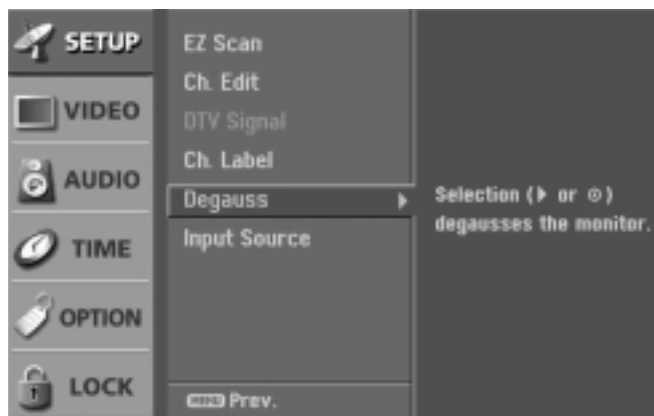 SETUP
VIDEO
AUDIO
TIME
OPTION
LOCK
EZ Scan
Ch. Edit
DTV Signal
Ch. Label
Degauss ▶
Input Source
MENU Prev.
Selection (▶ or ⊙)
degausses the monitor.